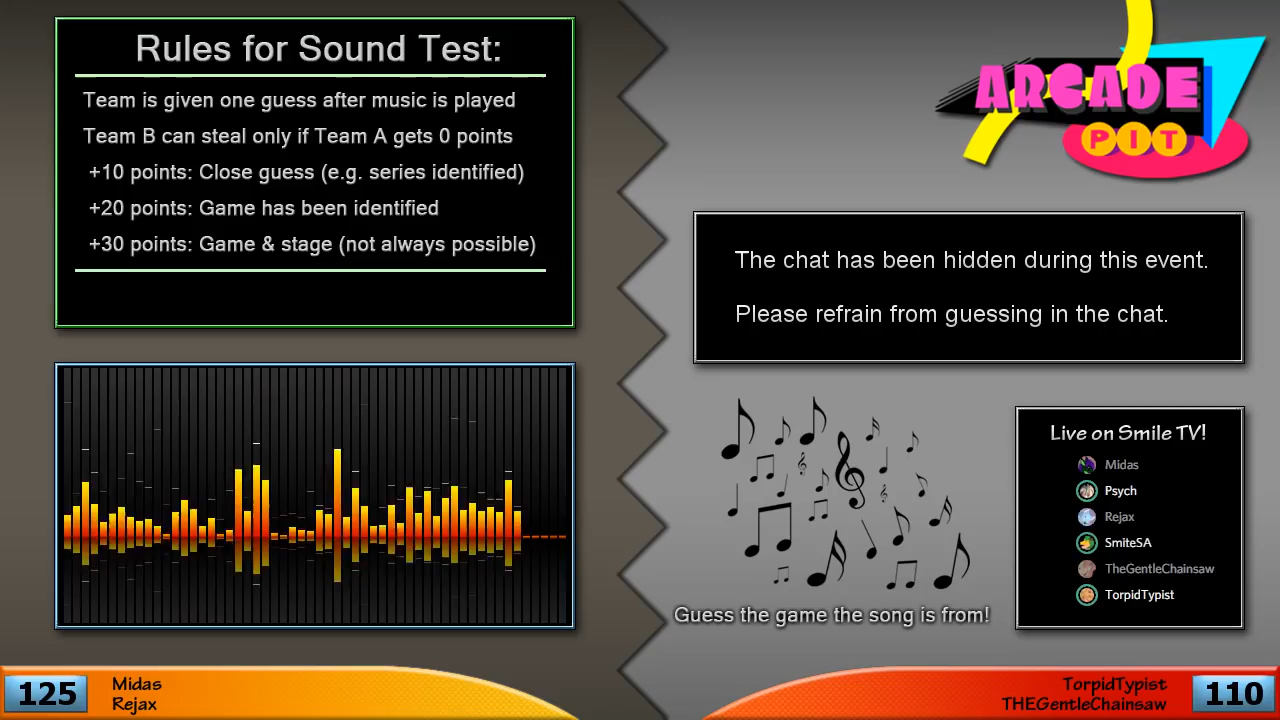 Rules for Sound Test:
Team is given one guess after music is played
Team B can steal only if Team A gets 0 points
+10 points: Close guess (e.g. series identified)
+20 points: Game has been identified
+30 points: Game & stage (not always possible)
ARCADE
PIT
The chat has been hidden during this event.
Please refrain from guessing in the chat.
Guess the game the song is from!
Live on Smile TV!
Midas
Psych
Rejax
SmiteSA
TheGentleChainsaw
TorpidTypist
125
Midas
Rejax
TorpidTypist
THEGentleChainsaw
110